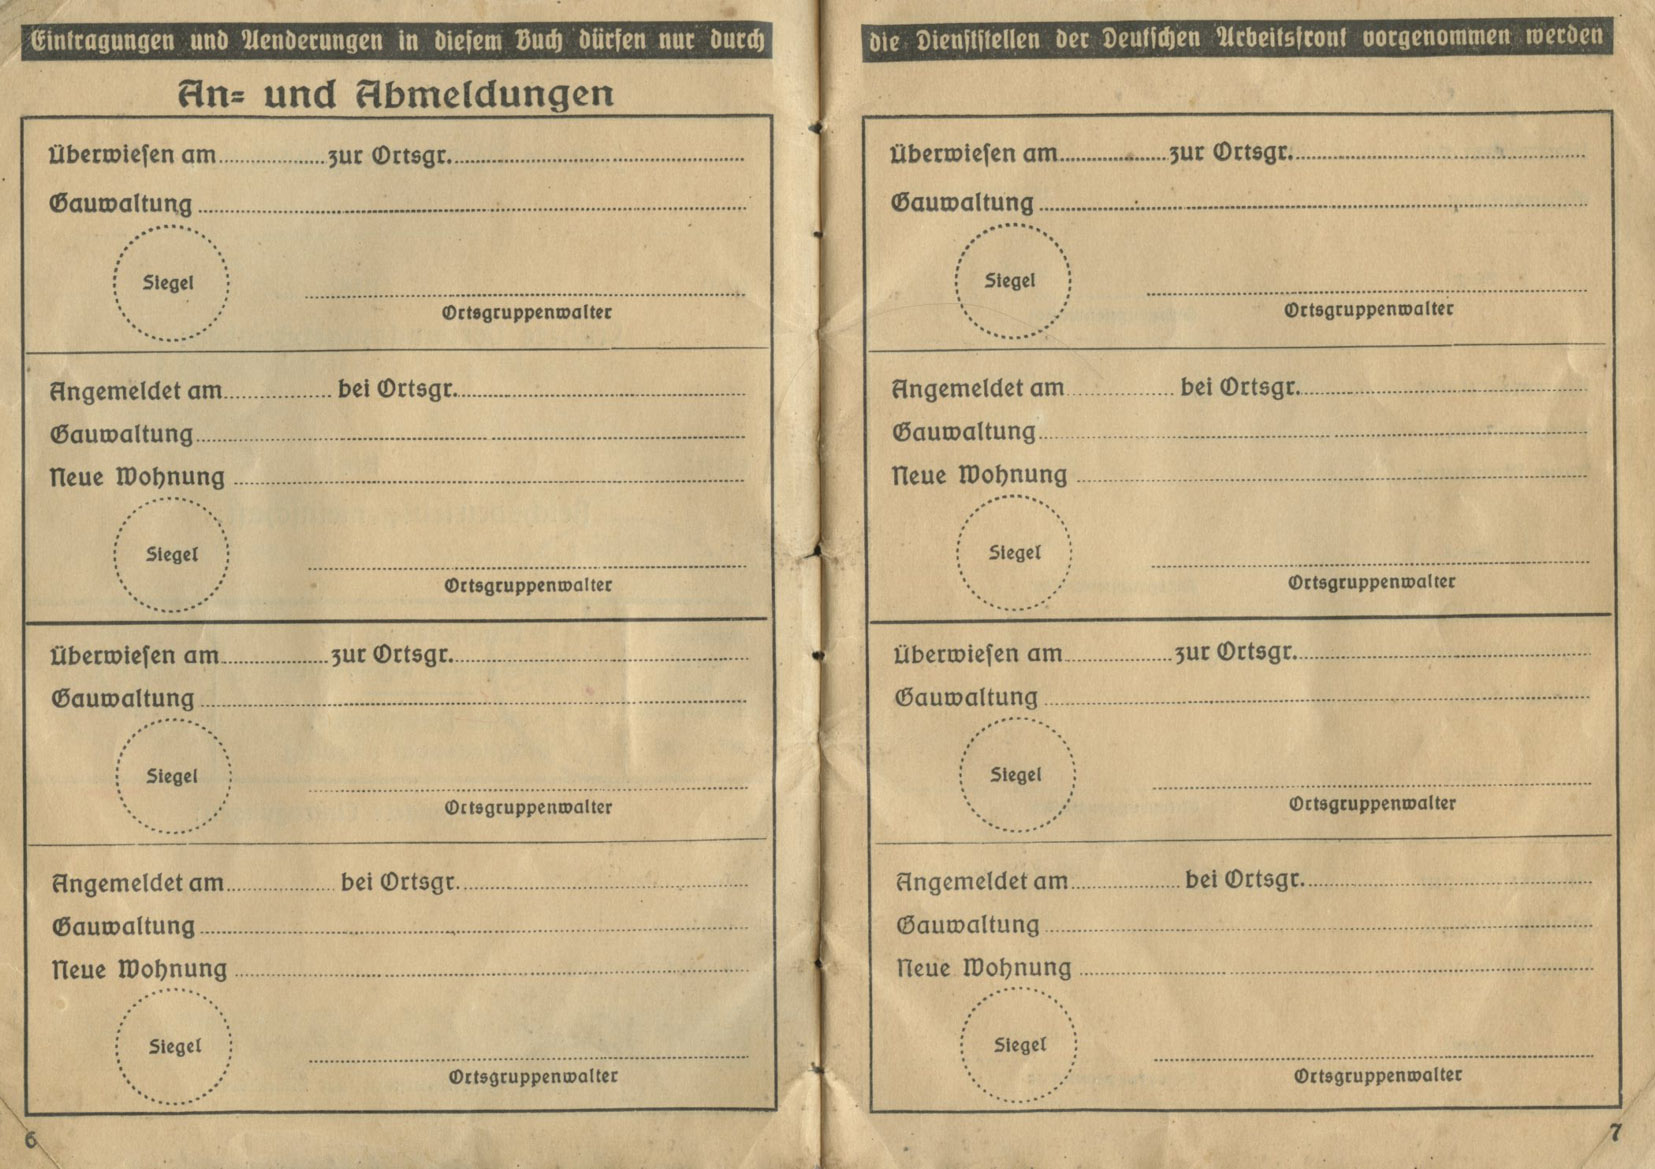 Eintragungen und Aenderungen in diesem Buch dürfen nur durch
An- und Abmeldungen
Überwiesen am............zur Ortsgr.............
Gauwaltung............
Siegel
Ortsgruppenwalter
Angemeldet am............bei Ortsgr.............
Gauwaltung............
Neue Wohnung............
Siegel
Ortsgruppenwalter
Überwiesen am............zur Ortsgr.............
Gauwaltung............
Siegel
Ortsgruppenwalter
Angemeldet am............bei Ortsgr.............
Gauwaltung............
Neue Wohnung............
Siegel
Ortsgruppenwalter
6
die Dienststellen der Deutschen Arbeitsfront vorgenommen werden
Überwiesen am............zur Ortsgr.............
Gauwaltung............
Siegel
Ortsgruppenwalter
Angemeldet am............bei Ortsgr.............
Gauwaltung............
Neue Wohnung............
Siegel
Ortsgruppenwalter
Überwiesen am............zur Ortsgr.............
Gauwaltung............
Siegel
Ortsgruppenwalter
Angemeldet am............bei Ortsgr.............
Gauwaltung............
Neue Wohnung............
Siegel
Ortsgruppenwalter
7